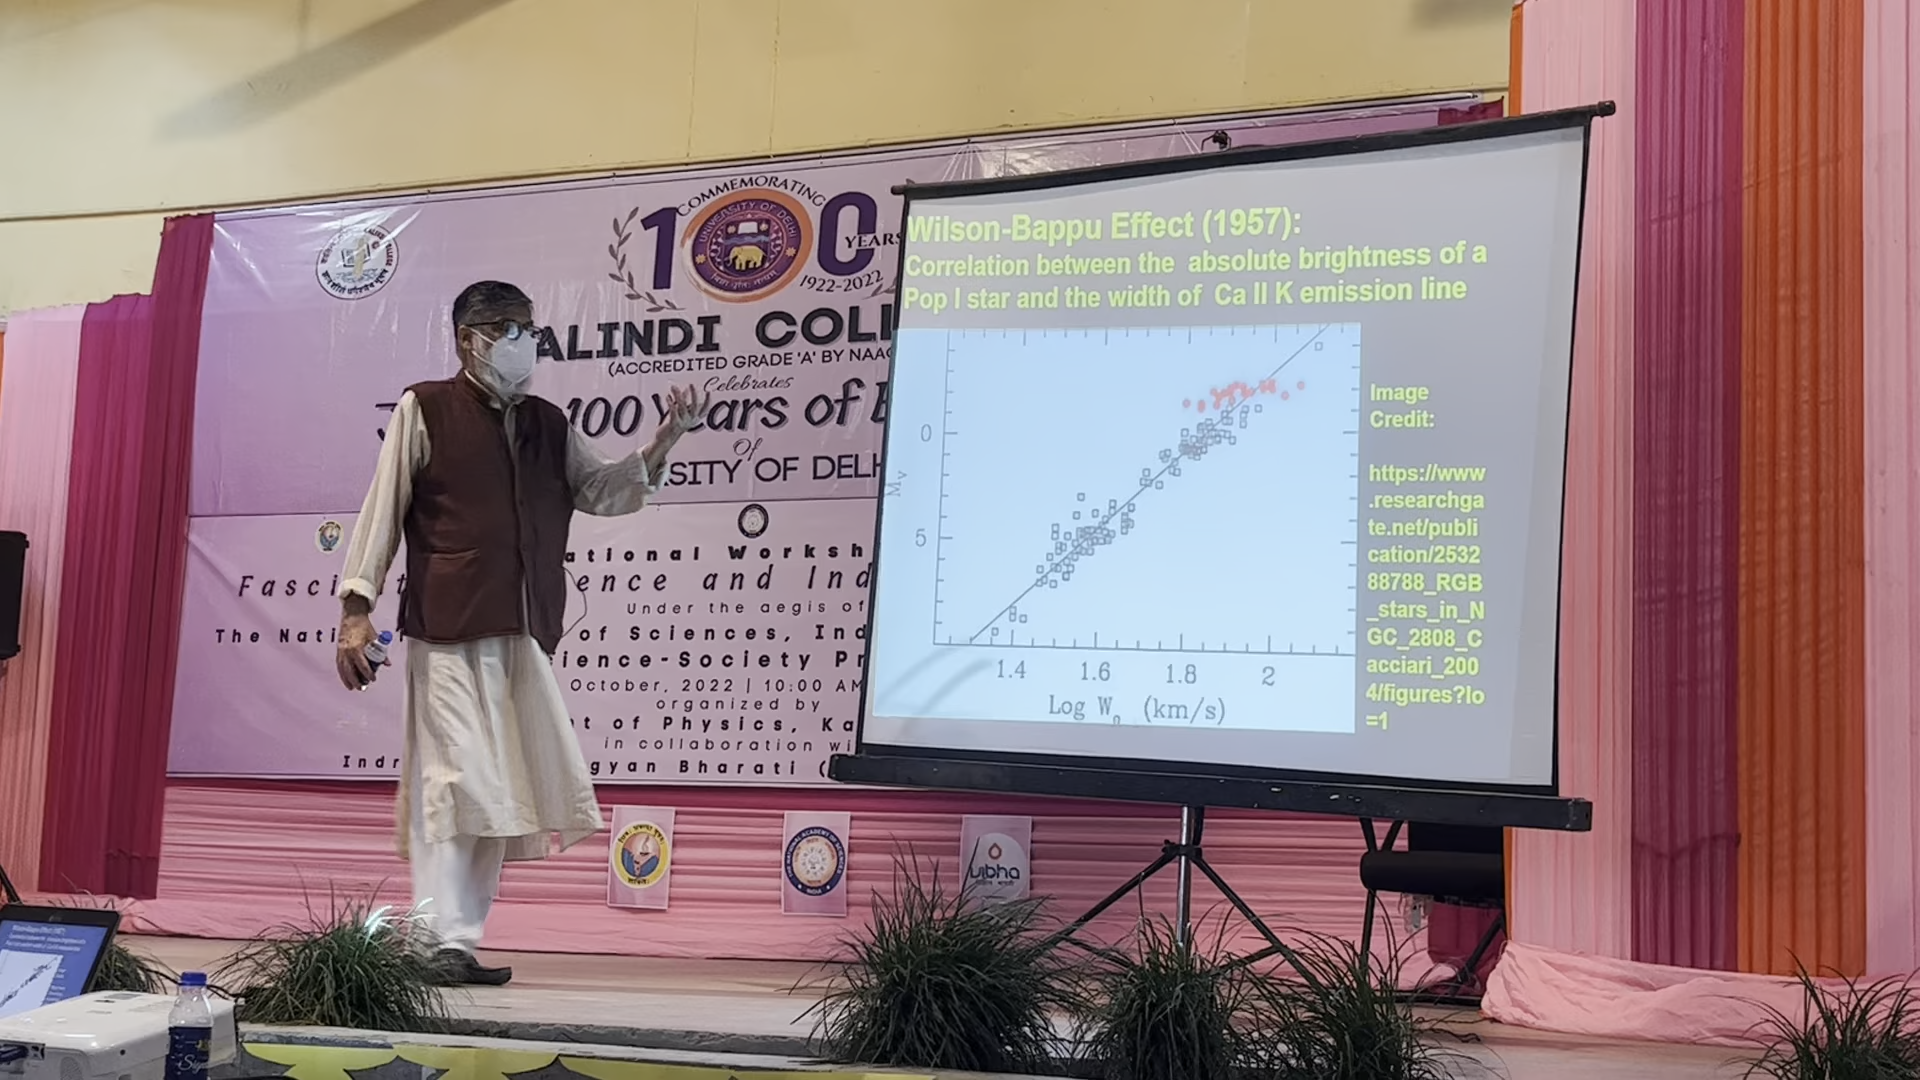 COMMEMORATING
100
UNIVERSITY OF DELHI
YEARS
1922-2022
ALINDI COLL
(ACCREDITED GRADE 'A' BY NAAC
Celebrates
100 Years of
Of
SITY OF DELH
ational Worksh
Fasci
ence and Ind
Under the aegis of
The Nati
of Sciences, Ind
ience-Society Pr
October, 2022 | 10:00 AM
organized by
t of Physics, Ka
in collaboration wi
Indr
gyan Bharati (
Wilson-Bappu Effect (1957):
Correlation between the absolute brightness of a
Pop I star and the width of Ca II K emission line
0
5
Mv
1.4 1.6 1.8 2
Log W0 (km/s)
Image
Credit:
https://www
.researchga
te.net/publi
cation/2532
88788_RGB
_stars_in_N
GC_2808_C
acciari_200
4/figures?lo
=1
vibha